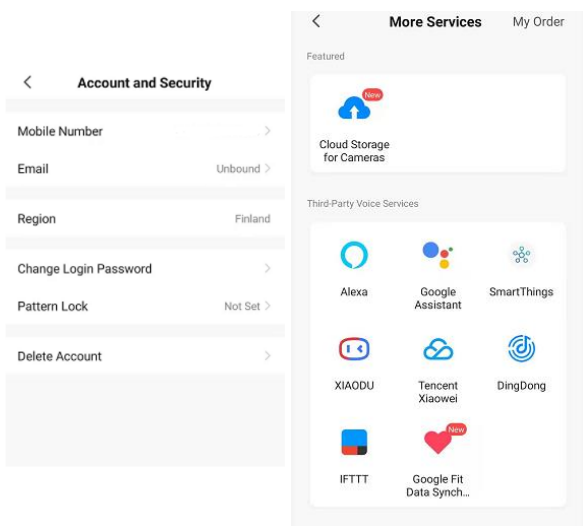 Account and Security
Mobile Number
Email
Unbound
Region
Finland
Change Login Password
Pattern Lock
Not Set
Delete Account
More Services
My Order
Featured
New
Cloud Storage
for Cameras
Third-Party Voice Services
Alexa
Google
Assistant
SmartThings
XIAODU
Tencent
Xiaowei
DingDong
New
IFTTT
Google Fit
Data Synch...